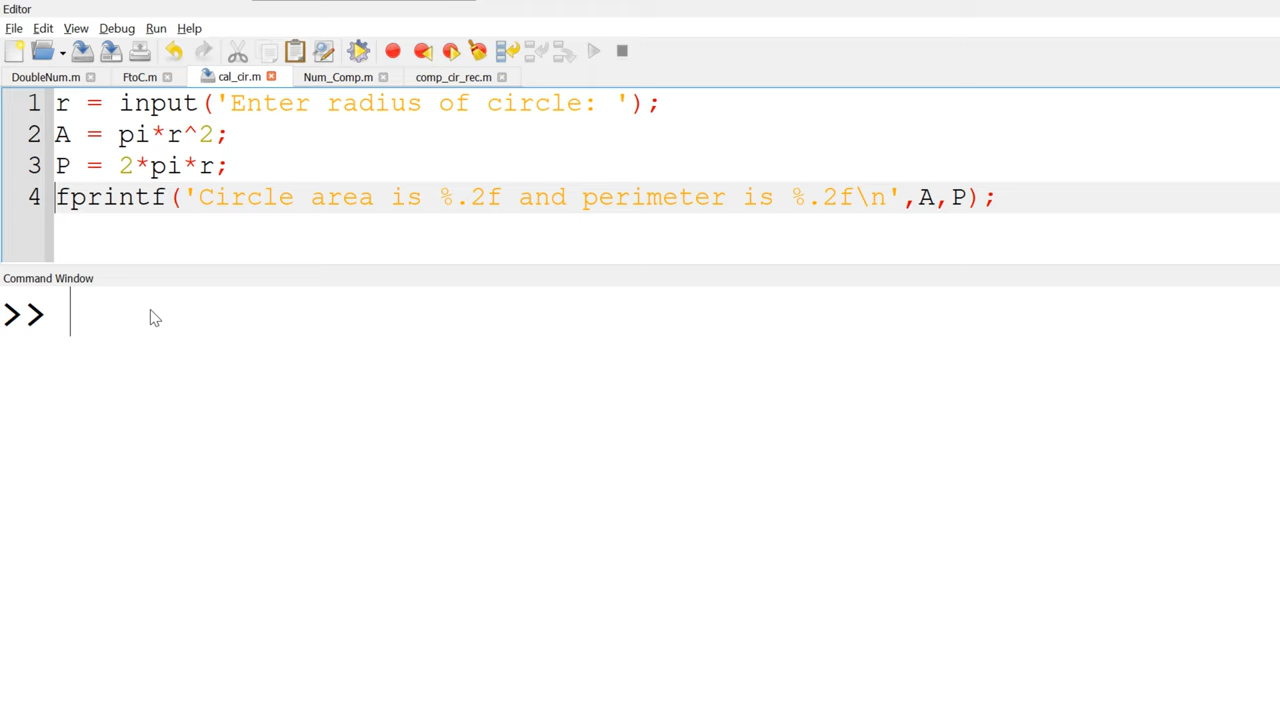 Editor
File Edit View Debug Run Help
DoubleNum.m FtoC.m cal_cir.m Num_Comp.m comp_cir_rec.m
1 r = input('Enter radius of circle: ');
2 A = pi*r^2;
3 P = 2*pi*r;
4 fprintf('Circle area is %.2f and perimeter is %.2f\n',A,P);
Command Window
>>